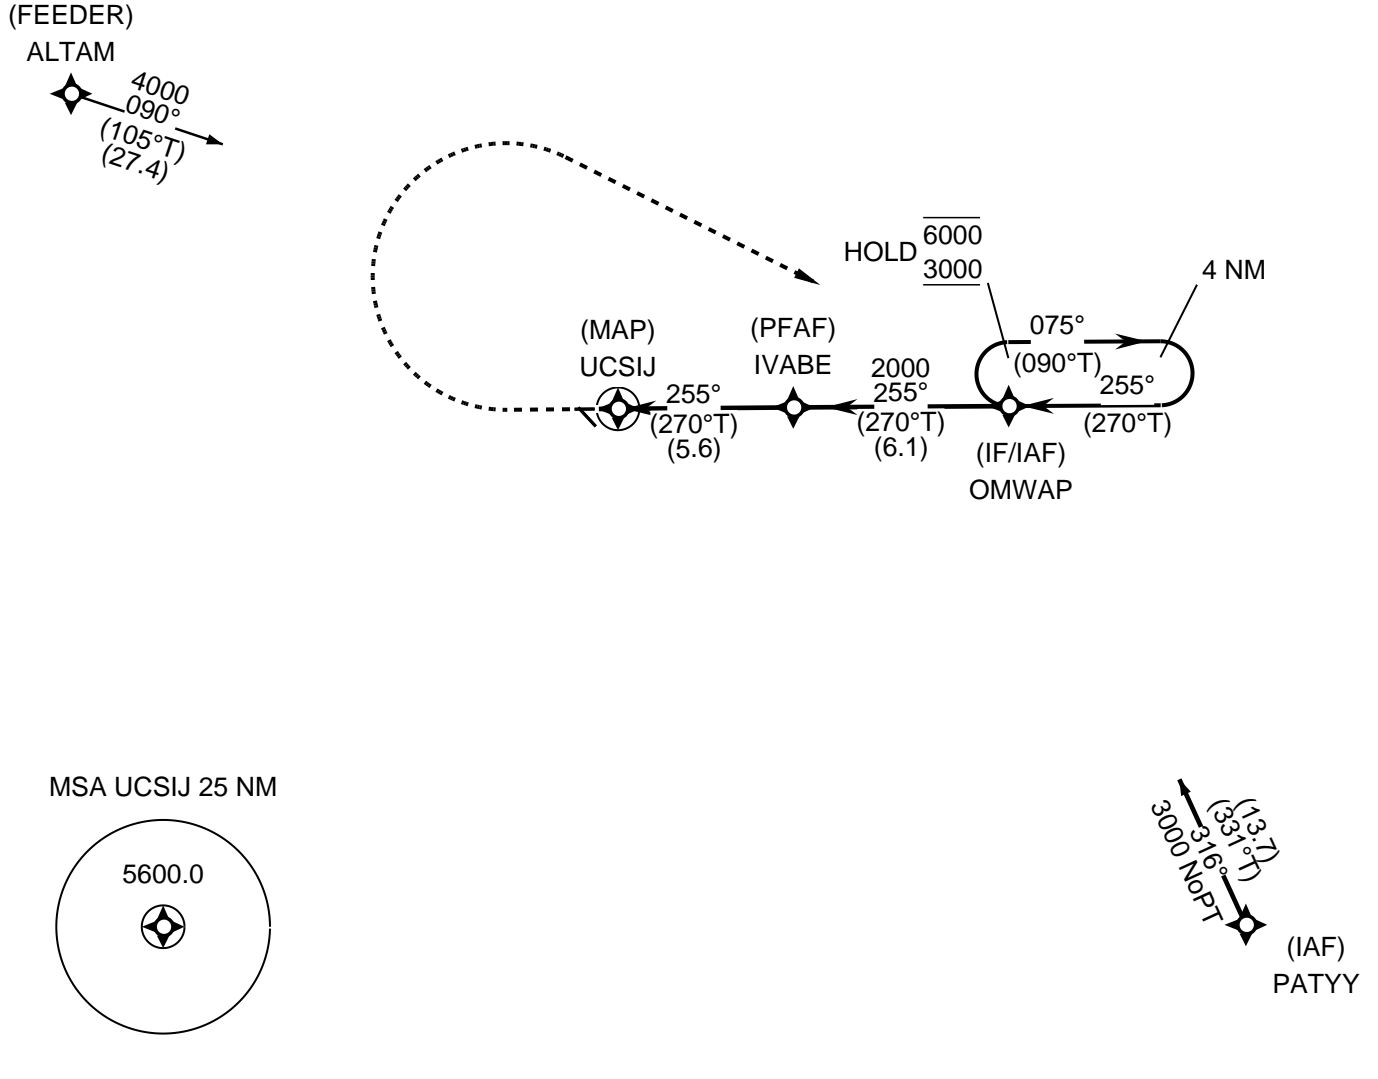 (FEEDER)
ALTAM
4000
090°
(105°T)
(27.4)
HOLD
6000
3000
4 NM
075°
(090°T)
255°
(270°T)
(MAP)
UCSIJ
(PFAF)
IVABE
2000
255°
(270°T)
(6.1)
255°
(270°T)
(5.6)
(IF/IAF)
OMWAP
MSA UCSIJ 25 NM
5600.0
(13.7)
(331°T)
316°
3000 NoPT
(IAF)
PATYY